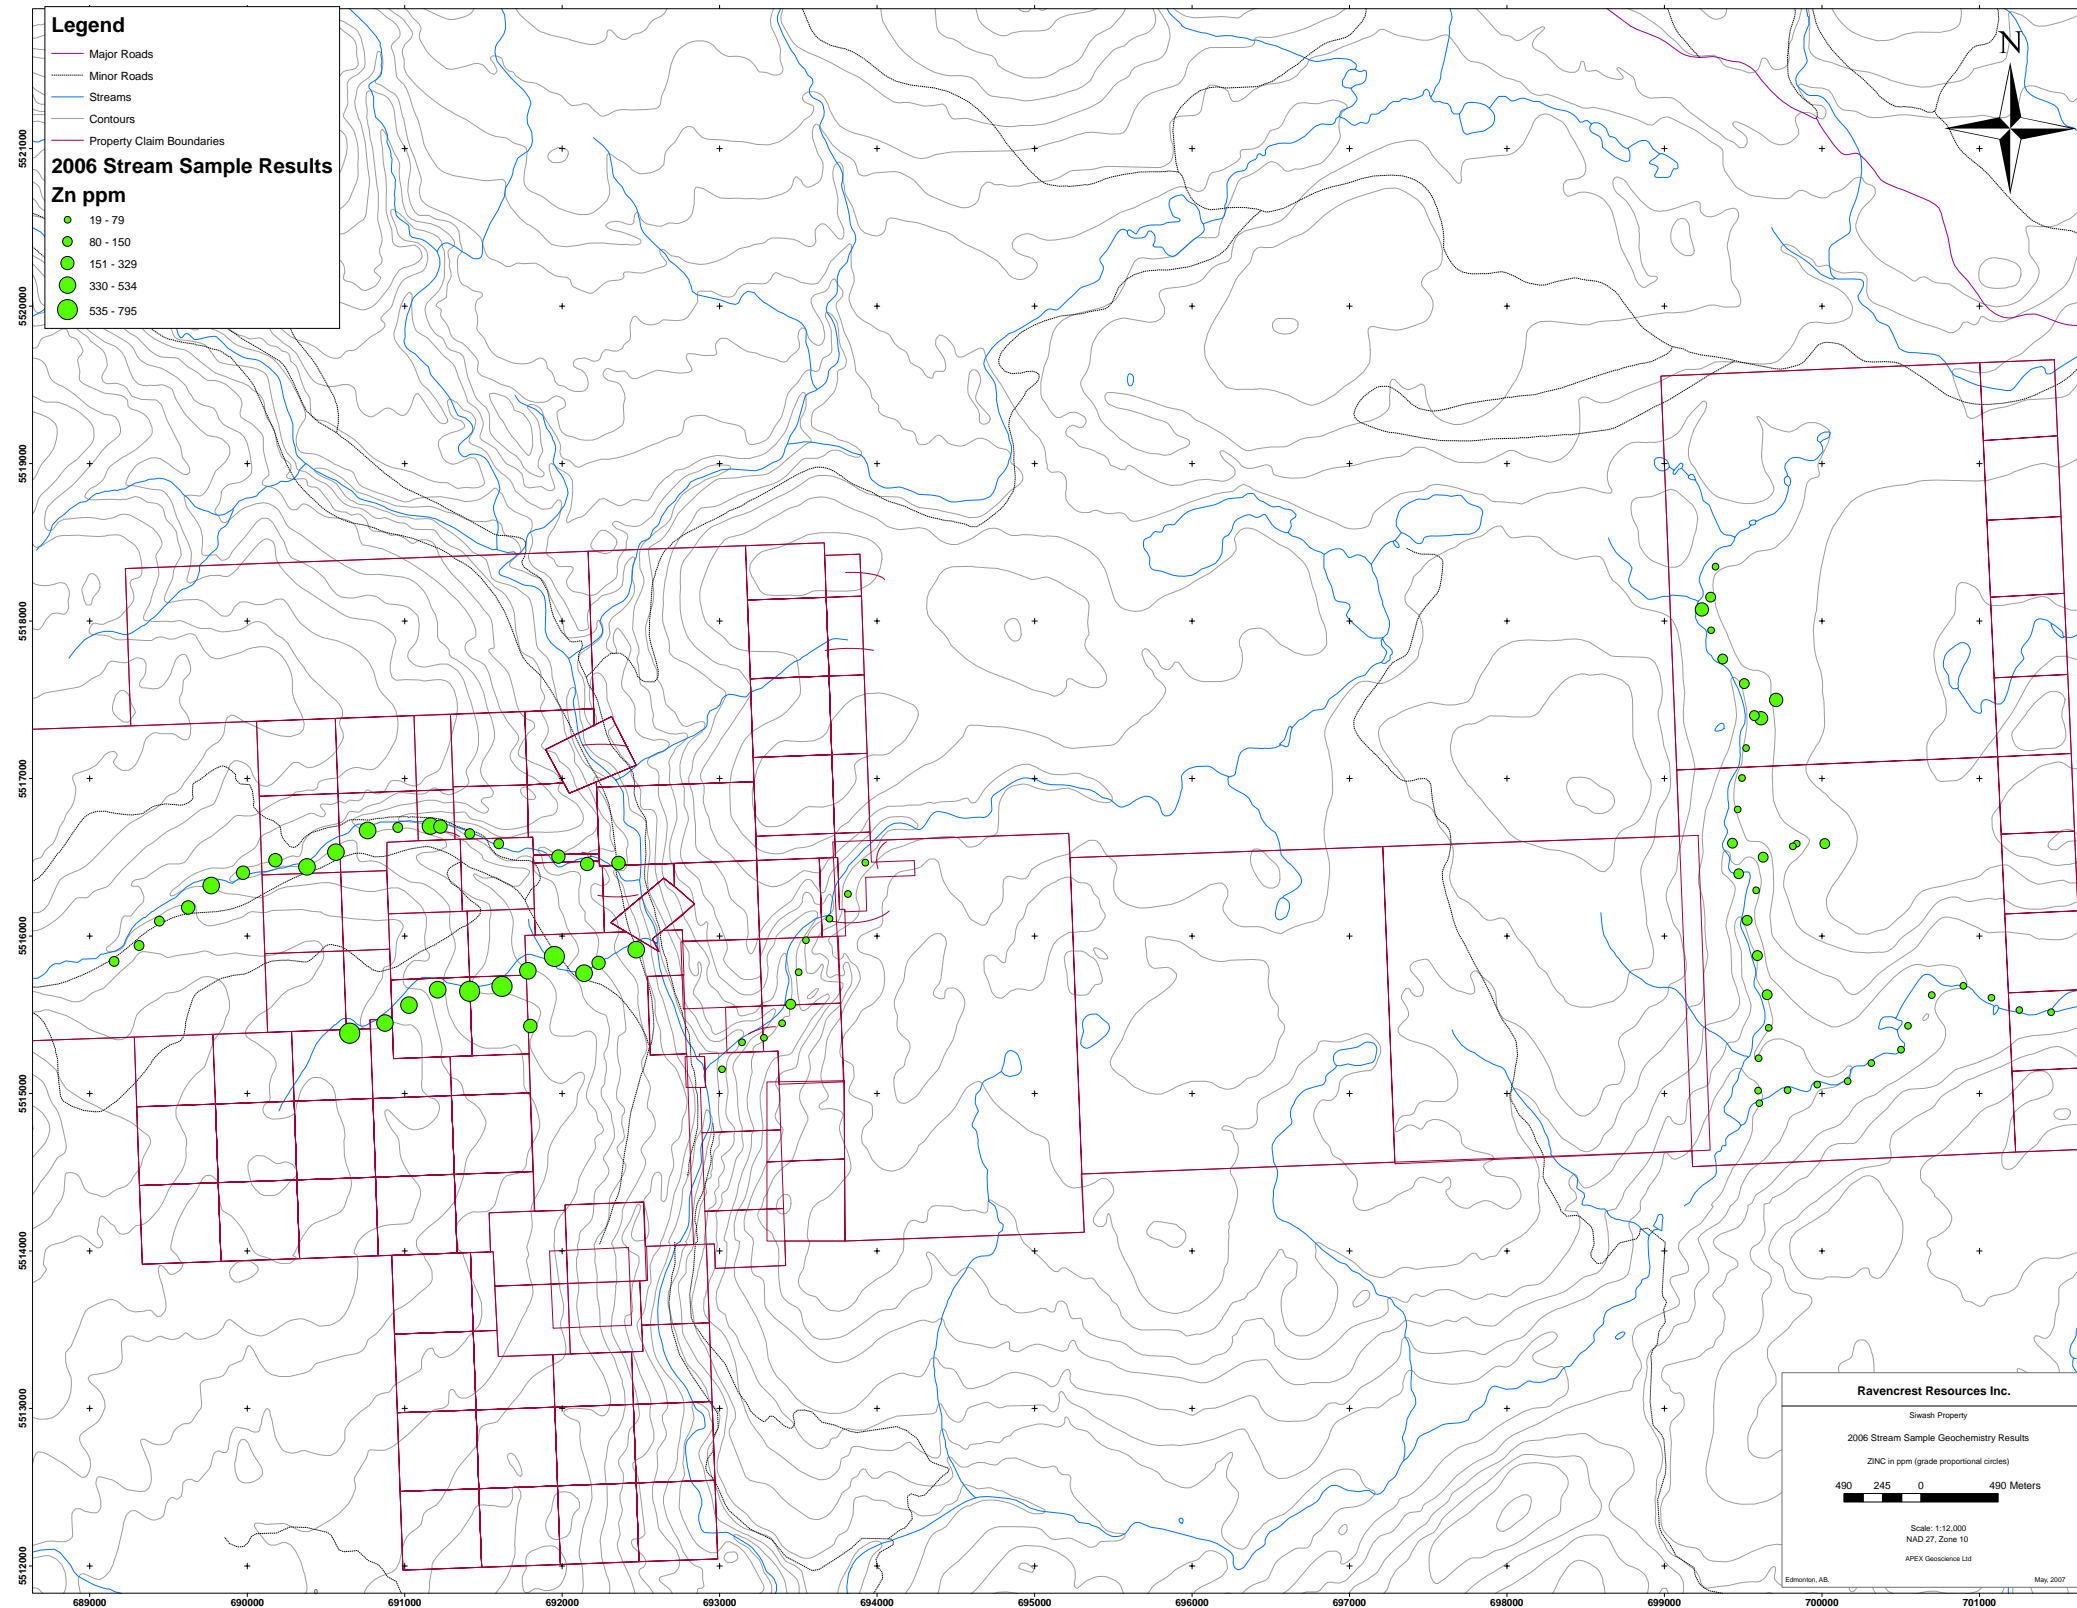 Legend
Major Roads
Minor Roads
Streams
Contours
Property Claim Boundaries
2006 Stream Sample Results
Zn ppm
19 - 79
80 - 150
151 - 329
330 - 534
535 - 795
N
5521000
5520000
5519000
5518000
5517000
5516000
5515000
5514000
5513000
5512000
Ravencrest Resources Inc.
Siwash Property
2006 Stream Sample Geochemistry Results
ZINC in ppm (grade proportional circles)
490 245 0 490 Meters
Scale: 1:12,000
NAD 27, Zone 10
APEX Geoscience Ltd
Edmonton, AB. May, 2007
689000 690000 691000 692000 693000 694000 695000 696000 697000 698000 699000 700000 701000